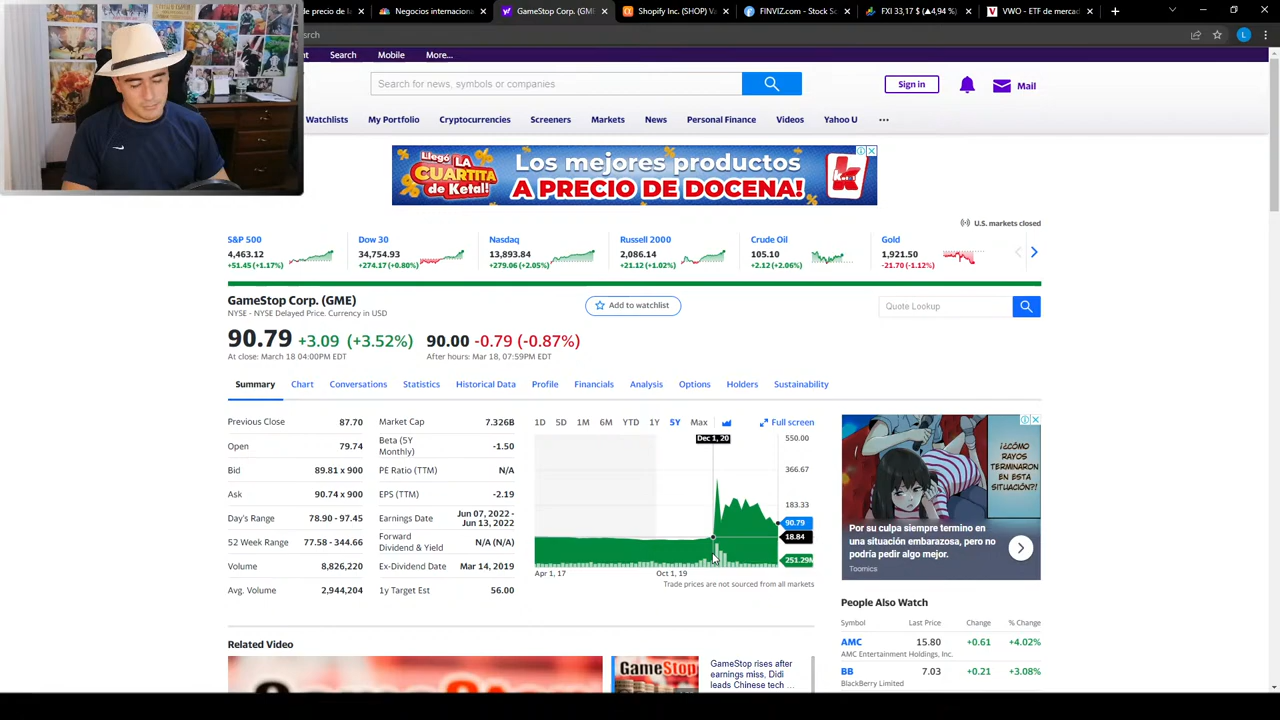 le precio de l
Negocios internaciona
GameSto
GME)
Shopify Inc. (SHOP) Va
FINVIZ.com - Stock
FXI 33,17 $ (▲4,94 %)
VWO - ETF de mercad
arch
L
nt
Search
Mobile
More...
Search for news, symbols or companies
Sign in
Mail
Watchlists
My Portfolio
Cryptocurrencies
Screeners
Markets
News
Personal Finance
Videos
Yahoo U
...
Llegó LA
CUARTITA
de Ketal!
Los mejores productos
A PRECIO DE DOCENA!
U.S. markets closed
S&P 500
4,463.12
+51.45 (+1.17%)
Dow 30
34,754.93
+274.17 (+0.80%)
Nasdaq
13,893.84
+279.06 (+2.05%)
Russell 2000
2,086.14
+21.12 (+1.02%)
Crude Oil
105.10
+2.12 (+2.06%)
Gold
1,921.50
-21.70 (-1.12%)
GameStop Corp. (GME)
NYSE - NYSE Delayed Price. Currency in USD
Add to watchlist
Quote Lookup
90.79 +3.09 (+3.52%)
At close: March 18 04:00PM EDT
90.00 -0.79 (-0.87%)
After hours: Mar 18, 07:59PM EDT
Summary
Chart
Conversations
Statistics
Historical Data
Profile
Financials
Analysis
Options
Holders
Sustainability
Previous Close 87.70
Open 79.74
Bid 89.81 x 900
Ask 90.74 x 900
Day's Range 78.90 - 97.45
52 Week Range 77.58 - 344.66
Volume 8,826,220
Avg. Volume 2,944,204
Market Cap 7.326B
Beta (5Y
Monthly) -1.50
PE Ratio (TTM) N/A
EPS (TTM) -2.19
Earnings Date Jun 07, 2022 -
Jun 13, 2022
Forward
Dividend & Yield N/A (N/A)
Ex-Dividend Date Mar 14, 2019
1y Target Est 56.00
1D 5D 1M 6M YTD 1Y 5Y Max
Full screen
Dec 1, 20
550.00
366.67
183.33
90.79
18.84
251.29M
Apr 1, 17
Oct 1, 19
Trade prices are not sourced from all markets
¡¿CÓMO
RAYOS
TERMINARON
EN ESTA
SITUACIÓN?!
Por su culpa siempre termino en
una situación embarazosa, pero no
podría pedir algo mejor.
Toomics
People Also Watch
Symbol
Last Price
Change
% Change
AMC 15.80 +0.61 +4.02%
AMC Entertainment Holdings, Inc.
BB 7.03 +0.21 +3.08%
BlackBerry Limited
Related Video
GameStop
GameStop rises after
earnings miss, Didi
leads Chinese tech ...